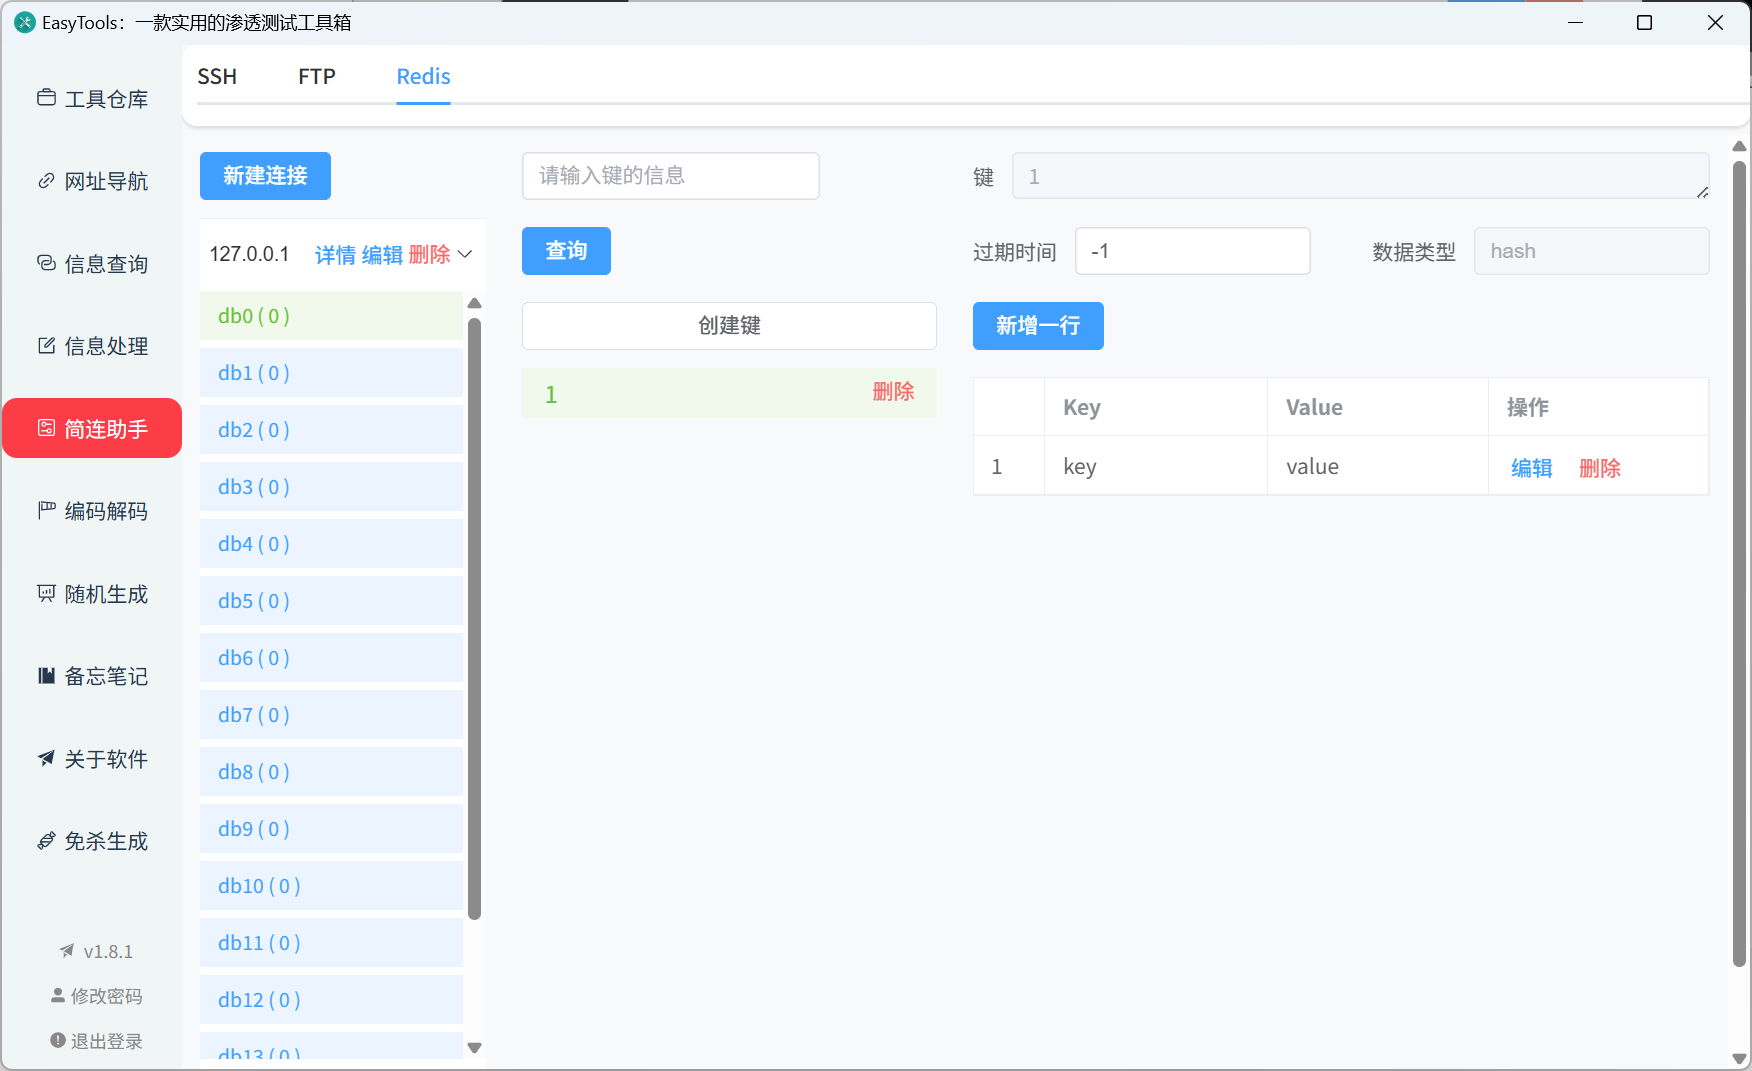 EasyTools：一款实用的渗透测试工具箱
工具仓库
网址导航
信息查询
信息处理
简连助手
编码解码
随机生成
备忘笔记
关于软件
免杀生成
v1.8.1
修改密码
退出登录
SSH FTP Redis
新建连接
127.0.0.1 详情 编辑 删除
db0 ( 0 )
db1 ( 0 )
db2 ( 0 )
db3 ( 0 )
db4 ( 0 )
db5 ( 0 )
db6 ( 0 )
db7 ( 0 )
db8 ( 0 )
db9 ( 0 )
db10 ( 0 )
db11 ( 0 )
db12 ( 0 )
db13 ( 0 )
请输入键的信息
查询
创建键
1 删除
键 1
过期时间 -1 数据类型 hash
新增一行
Key Value 操作
1 key value 编辑 删除